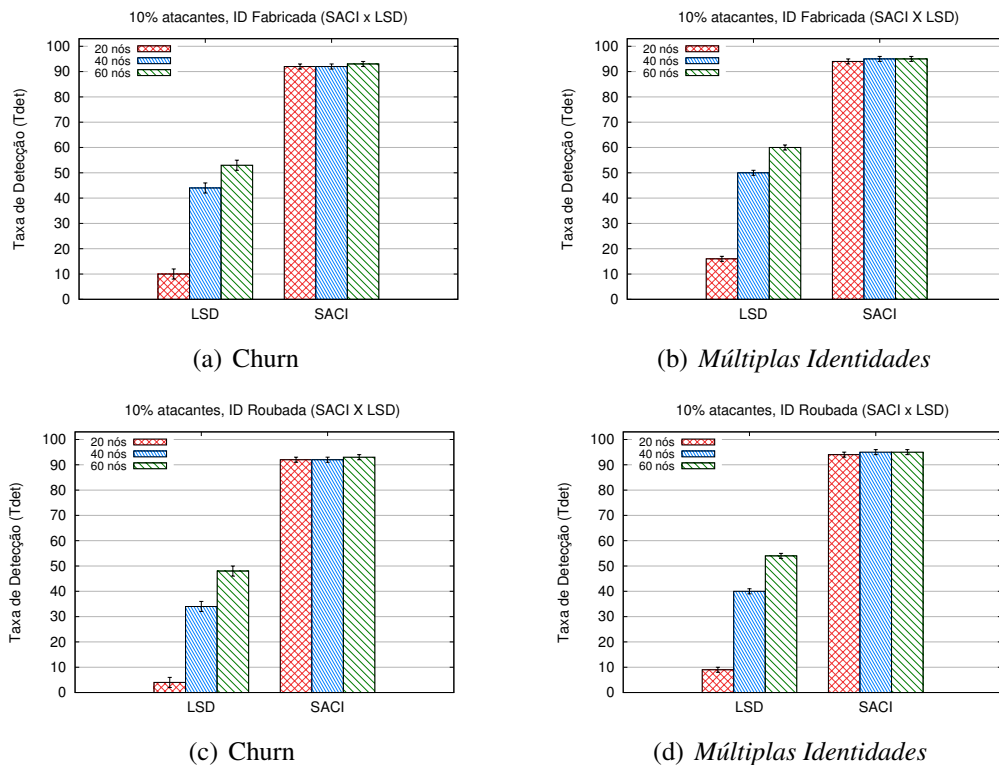 10% atacantes, ID Fabricada (SACI x LSD)
Taxa de Detecção (Tdet)
100
90
80
70
60
50
40
30
20
10
0
20 nós
40 nós
60 nós
LSD SACI
(a) Churn
10% atacantes, ID Fabricada (SACI X LSD)
Taxa de Detecção (Tdet)
100
90
80
70
60
50
40
30
20
10
0
20 nós
40 nós
60 nós
LSD SACI
(b) Múltiplas Identidades
10% atacantes, ID Roubada (SACI X LSD)
Taxa de Detecção (Tdet)
100
90
80
70
60
50
40
30
20
10
0
20 nós
40 nós
60 nós
LSD SACI
(c) Churn
10% atacantes, ID Roubada (SACI x LSD)
Taxa de Detecção (Tdet)
100
90
80
70
60
50
40
30
20
10
0
20 nós
40 nós
60 nós
LSD SACI
(d) Múltiplas Identidades